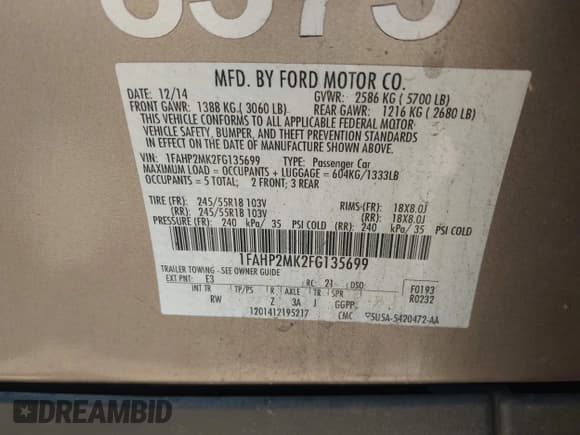 6575
MFD. BY FORD MOTOR CO.
DATE: 12/14 GVWR: 2586 KG ( 5700 LB)
FRONT GAWR: 1388 KG ( 3060 LB) REAR GAWR: 1216 KG ( 2680 LB)
THIS VEHICLE CONFORMS TO ALL APPLICABLE FEDERAL MOTOR
VEHICLE SAFETY, BUMPER, AND THEFT PREVENTION STANDARDS
IN EFFECT ON THE DATE OF MANUFACTURE SHOWN ABOVE.
VIN: 1FAHP2MK2FG135699 TYPE: Passenger Car
MAXIMUM LOAD = OCCUPANTS + LUGGAGE = 604KG/1333LB
OCCUPANTS = 5 TOTAL; 2 FRONT; 3 REAR
TIRE (FR): 245/55R18 103V RIMS(FR): 18X8.0J
(RR): 245/55R18 103V (RR): 18X8.0J
(FR): 240 kPa/ 35 PSI COLD (RR): 240 kPa/ 35 PSI COLD
1FAHP2MK2FG135699
TRAILER TOWING - SEE OWNER GUIDE
EXT PNT: E3 RC: 21 DSO: F0193
INT TR TP/PS R AXLE TR SPR R0232
RW Z 3A J GGPP
1201412195217 CMC 5U5A-5420472-AA
DREAMBID